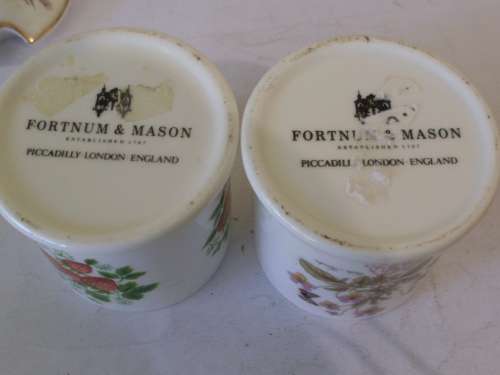 FORTNUM & MASON
ESTABLISHED 1707
PICCADILLY LONDON ENGLAND
FORTNUM & MASON
ESTABLISHED 1707
PICCADILLY LONDON ENGLAND